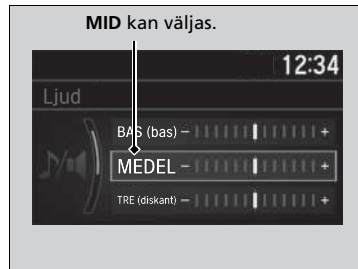 MID kan väljas.
12:34
Ljud
BAS (bas) – +
MEDEL – +
TRE (diskant) – +